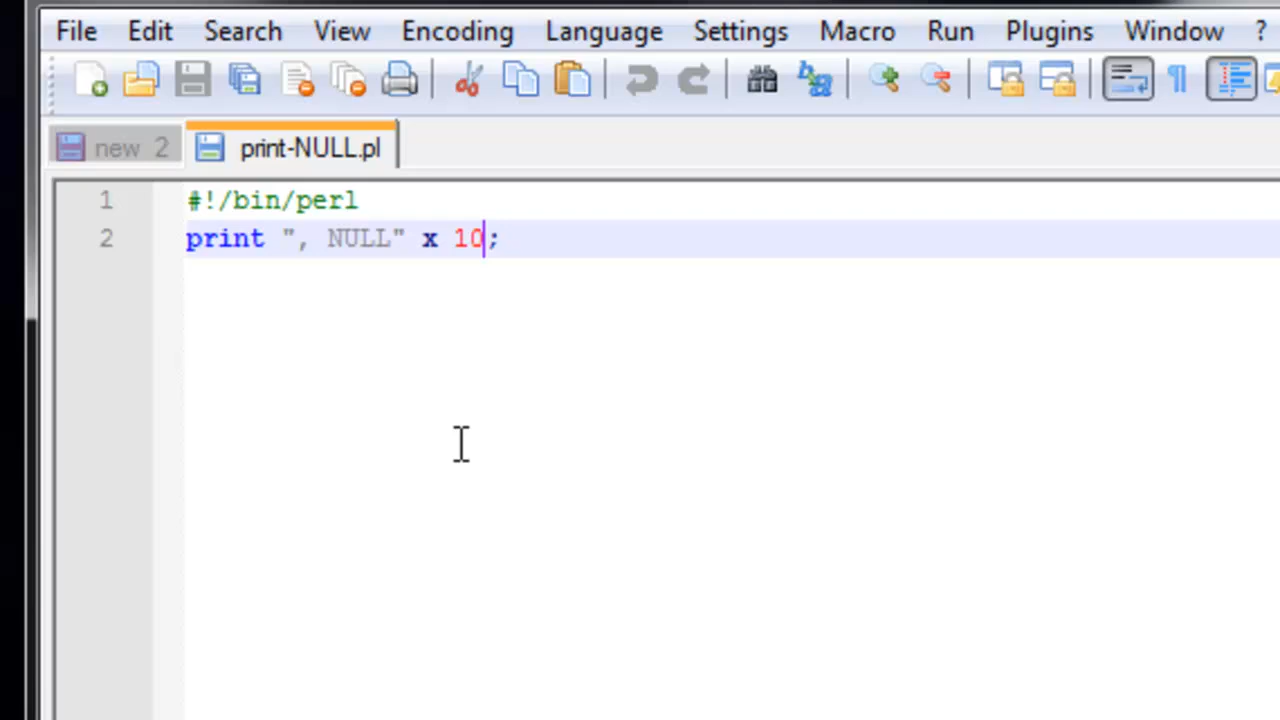 File Edit Search View Encoding Language Settings Macro Run Plugins Window ?
new 2 print-NULL.pl
1 #!/bin/perl
2 print ", NULL" x 10;